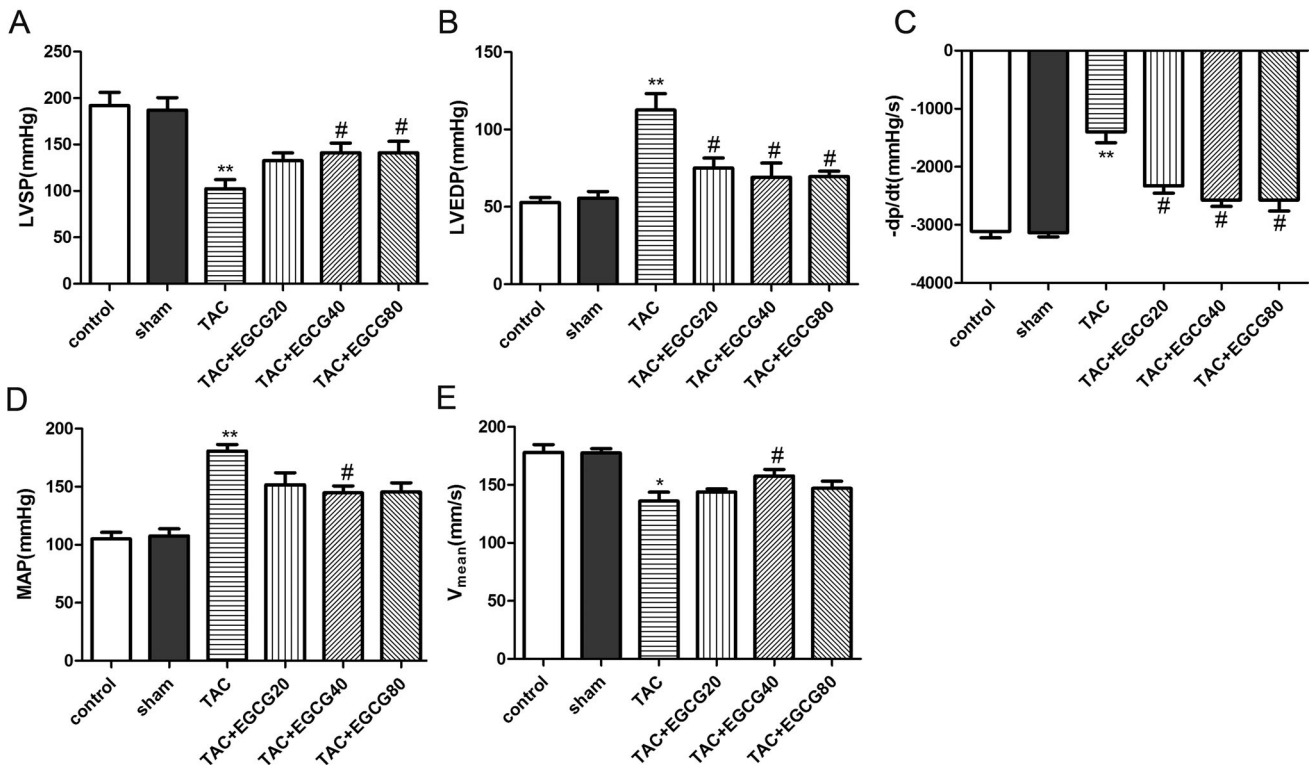 A
LVSP(mmHg)
250
200
150
100
50
0
**
#
#
control
sham
TAC
TAC+EGCG20
TAC+EGCG40
TAC+EGCG80
B
LVEDP(mmHg)
150
100
50
0
**
#
#
#
control
sham
TAC
TAC+EGCG20
TAC+EGCG40
TAC+EGCG80
C
-dp/dt(mmHg/s)
0
-1000
-2000
-3000
-4000
**
#
#
#
control
sham
TAC
TAC+EGCG20
TAC+EGCG40
TAC+EGCG80
D
MAP(mmHg)
200
150
100
50
0
**
#
control
sham
TAC
TAC+EGCG20
TAC+EGCG40
TAC+EGCG80
E
Vmean(mm/s)
200
150
100
50
0
*
#
control
sham
TAC
TAC+EGCG20
TAC+EGCG40
TAC+EGCG80